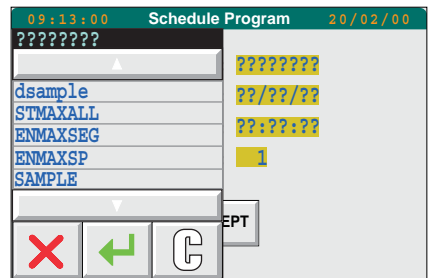 09:13:00 Schedule Program 20/02/00
????????
????????
dsample
??/??/??
STMAXALL
ENMAXSEG
??:??:??
ENMAXSP
1
SAMPLE
EPT
C